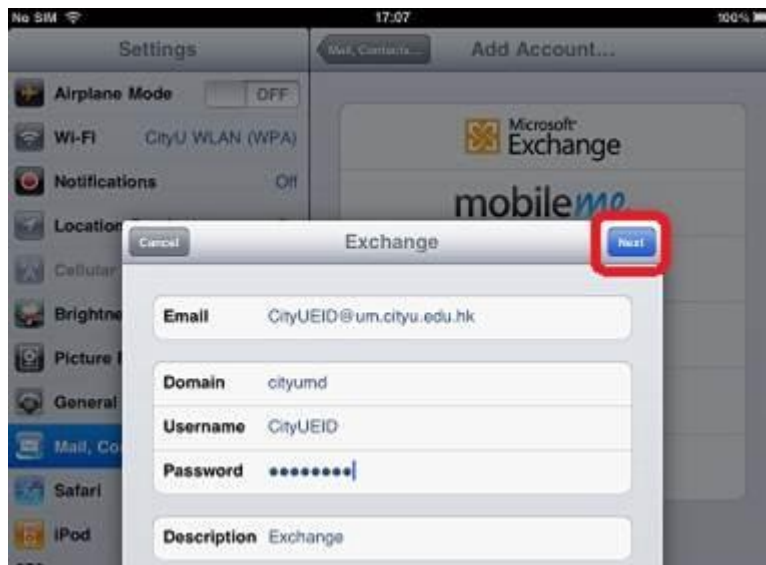 No SIM 17:07 100%
Settings
Mail, Contacts... Add Account...
Airplane Mode OFF
Wi-Fi CityU WLAN (WPA)
Notifications Off
Location
Cellular
Brightne
Picture F
General
Mail, Co
Safari
iPod
Microsoft
Exchange
mobileme
Cancel Exchange Next
Email CityUEID@um.cityu.edu.hk
Domain cityumd
Username CityUEID
Password ••••••••
Description Exchange